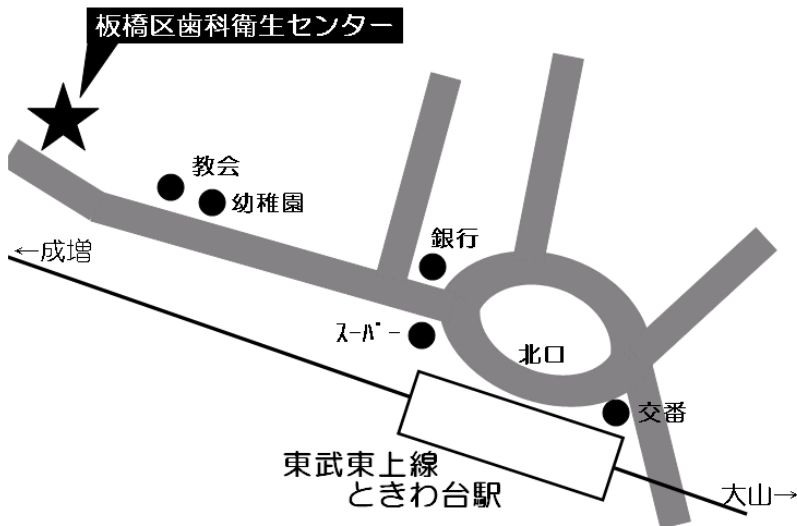 板橋区歯科衛生センター
教会
幼稚園
←成増
銀行
ｽｰﾊﾟｰ
北口
交番
東武東上線
ときわ台駅
大山→